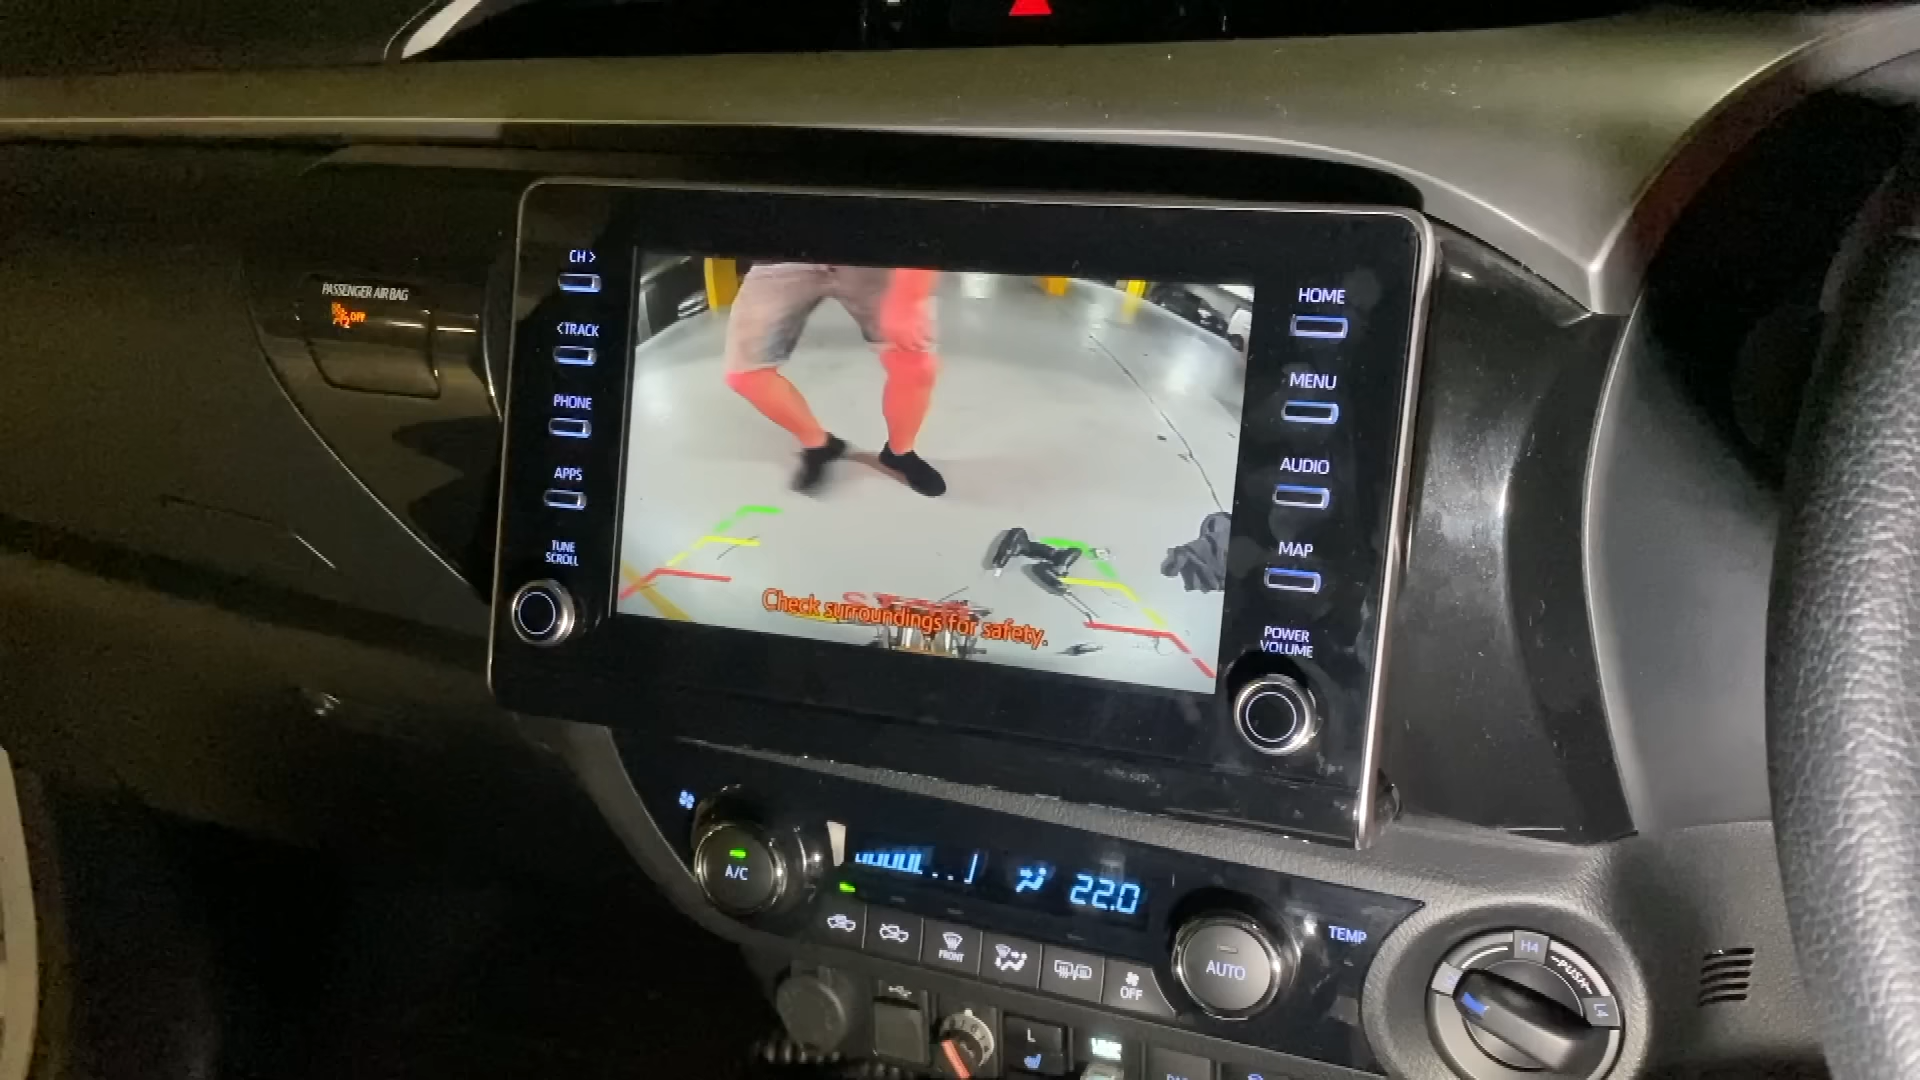 PASSENGER AIR BAG
2 OFF
CH >
< TRACK
PHONE
APPS
TUNE
SCROLL
Check surroundings for safety.
HOME
MENU
AUDIO
MAP
POWER
VOLUME
A/C
22.0
TEMP
AUTO
FRONT
OFF
H4
PUSH
L4
L